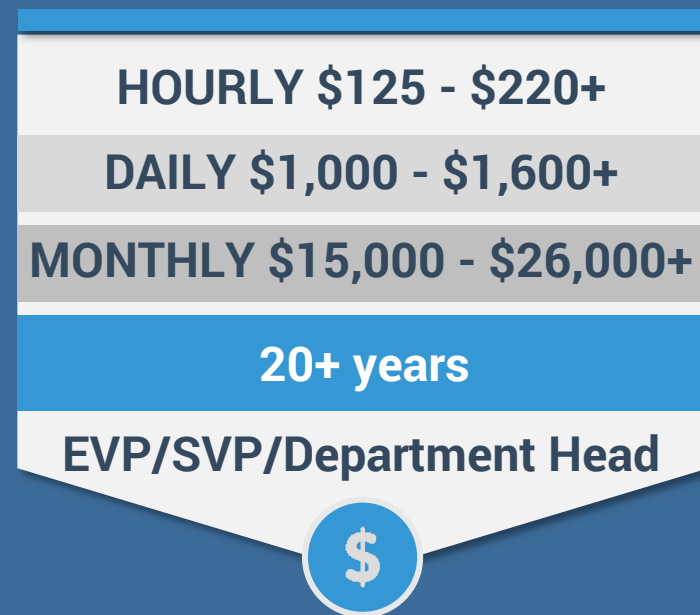 HOURLY $125 - $220+
DAILY $1,000 - $1,600+
MONTHLY $15,000 - $26,000+
20+ years
EVP/SVP/Department Head
$